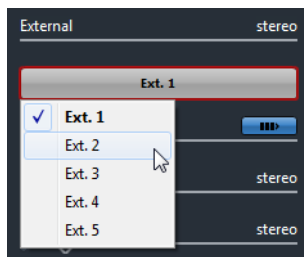 External stereo
Ext. 1
Ext. 1
Ext. 2
Ext. 3 stereo
Ext. 4
Ext. 5 stereo